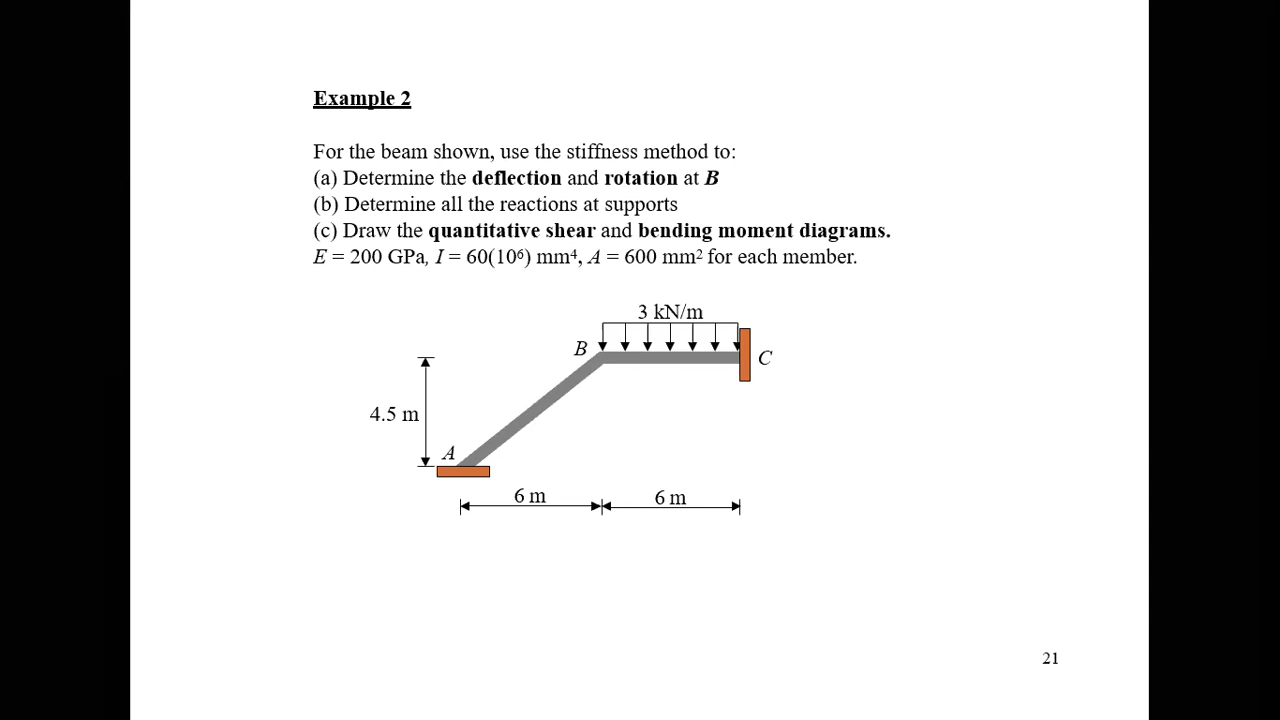 Example 2
For the beam shown, use the stiffness method to:
(a) Determine the deflection and rotation at B
(b) Determine all the reactions at supports
(c) Draw the quantitative shear and bending moment diagrams.
E = 200 GPa, I = 60(10⁶) mm⁴, A = 600 mm² for each member.
3 kN/m
B
C
4.5 m
A
6 m
6 m
21